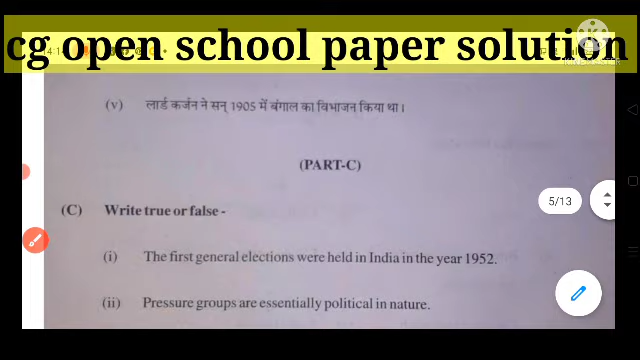 cg open school paper solution
(v) लार्ड कर्जन ने सन् 1905 में बंगाल का विभाजन किया था।
(PART-C)
5/13
(C) Write true or false -
(i) The first general elections were held in India in the year 1952.
(ii) Pressure groups are essentially political in nature.